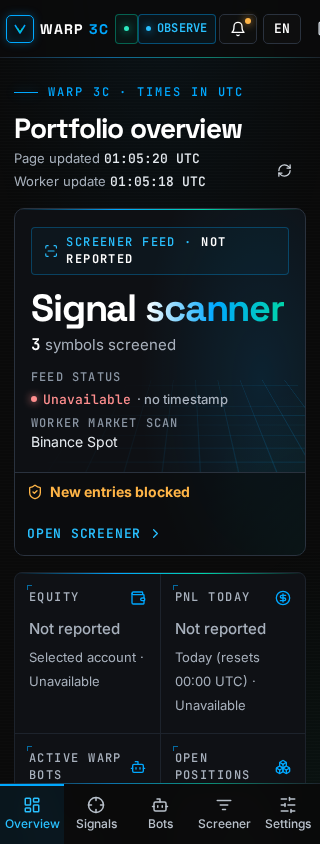 WARP 3C OBSERVE EN
WARP 3C · TIMES IN UTC
Portfolio overview
Page updated 01:05:20 UTC
Worker update 01:05:18 UTC
SCREENER FEED · NOT
REPORTED
Signal scanner
3 symbols screened
FEED STATUS
Unavailable · no timestamp
WORKER MARKET SCAN
Binance Spot
New entries blocked
OPEN SCREENER
EQUITY
Not reported
Selected account ·
Unavailable
PNL TODAY
Not reported
Today (resets
00:00 UTC) ·
Unavailable
ACTIVE WARP
BOTS
OPEN
POSITIONS
Overview Signals Bots Screener Settings